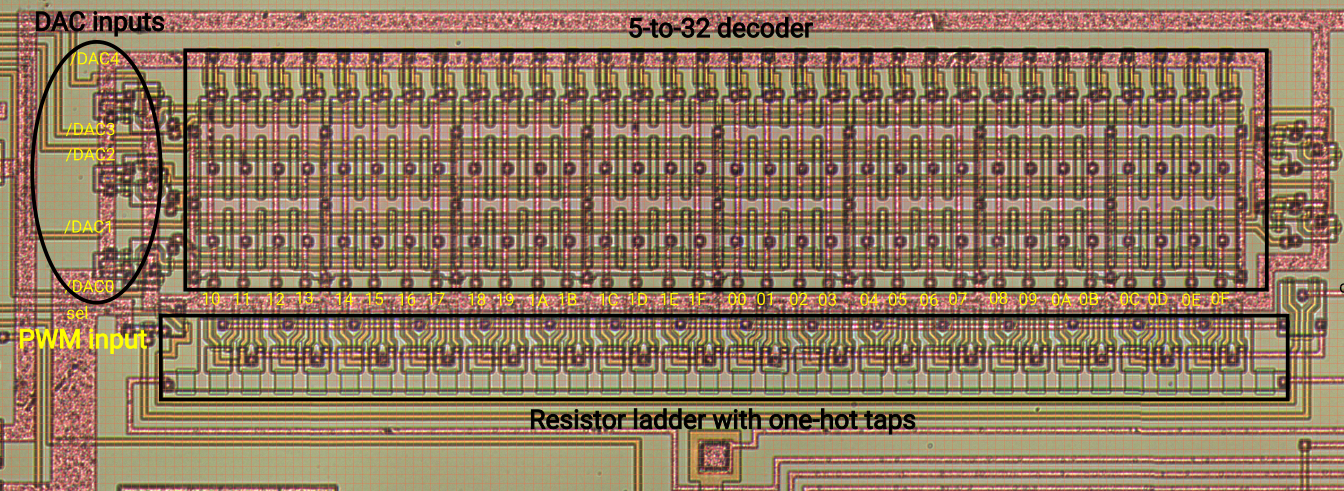 DAC inputs
5-to-32 decoder
/DAC4
/DAC3
/DAC2
/DAC1
/DAC0
10 11 12 13 14 15 16 17 18 19 1A 1B 1C 1D 1E 1F 00 01 02 03 04 05 06 07 08 09 0A 0B 0C 0D 0E 0F
sel
PWM input
Resistor ladder with one-hot taps